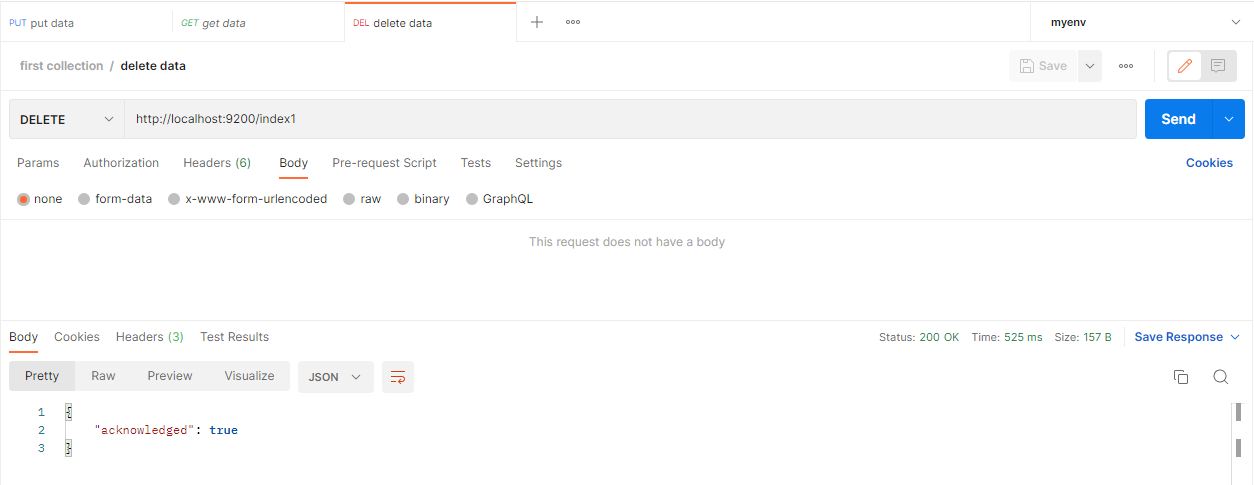 PUT put data GET get data DEL delete data myenv
first collection / delete data Save
DELETE http://localhost:9200/index1 Send
Params Authorization Headers (6) Body Pre-request Script Tests Settings Cookies
none form-data x-www-form-urlencoded raw binary GraphQL
This request does not have a body
Body Cookies Headers (3) Test Results Status: 200 OK Time: 525 ms Size: 157 B Save Response
Pretty Raw Preview Visualize JSON
1 {
2 "acknowledged": true
3 }